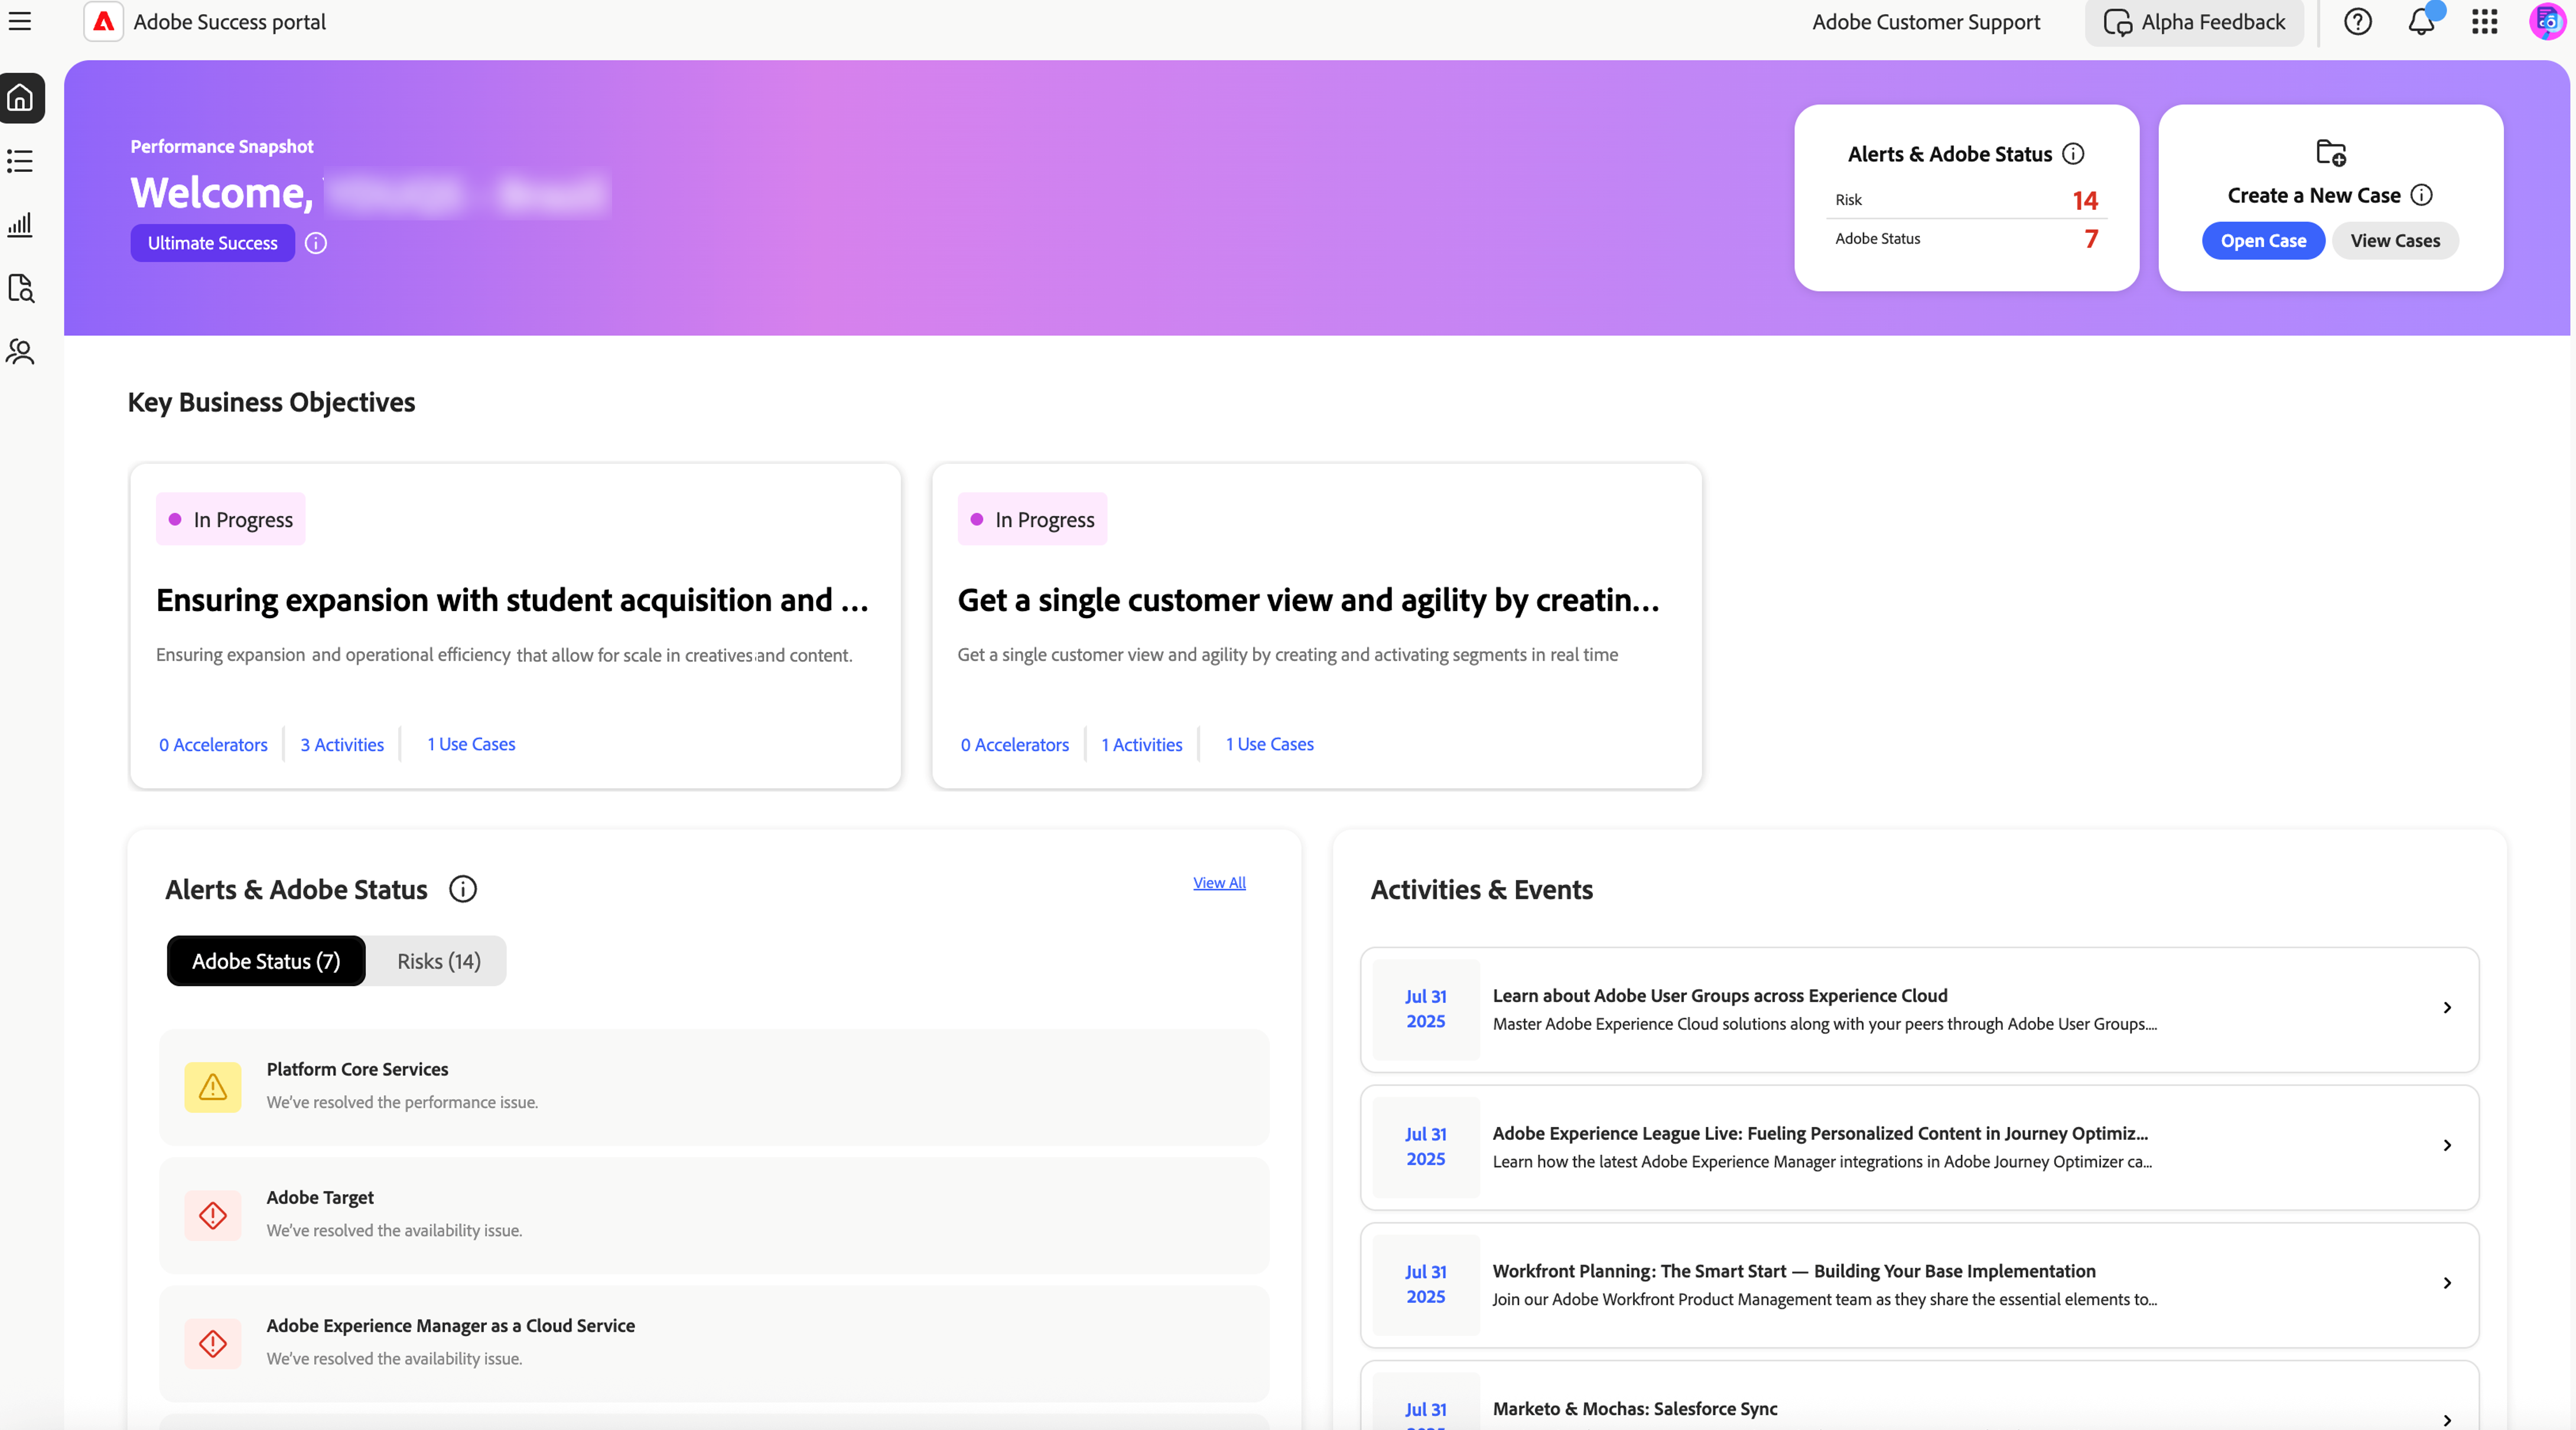 Adobe Success portal
Adobe Customer Support
Alpha Feedback
Performance Snapshot
Welcome,
Ultimate Success
Alerts & Adobe Status
Risk 14
Adobe Status 7
Create a New Case
Open Case
View Cases
Key Business Objectives
In Progress
Ensuring expansion with student acquisition and ...
Ensuring expansion and operational efficiency that allow for scale in creatives and content.
0 Accelerators
3 Activities
1 Use Cases
In Progress
Get a single customer view and agility by creatin...
Get a single customer view and agility by creating and activating segments in real time
0 Accelerators
1 Activities
1 Use Cases
Alerts & Adobe Status
View All
Adobe Status (7)
Risks (14)
Platform Core Services
We've resolved the performance issue.
Adobe Target
We've resolved the availability issue.
Adobe Experience Manager as a Cloud Service
We've resolved the availability issue.
Activities & Events
Jul 31
2025
Learn about Adobe User Groups across Experience Cloud
Master Adobe Experience Cloud solutions along with your peers through Adobe User Groups....
Jul 31
2025
Adobe Experience League Live: Fueling Personalized Content in Journey Optimiz...
Learn how the latest Adobe Experience Manager integrations in Adobe Journey Optimizer ca...
Jul 31
2025
Workfront Planning: The Smart Start — Building Your Base Implementation
Join our Adobe Workfront Product Management team as they share the essential elements to...
Jul 31
Marketo & Mochas: Salesforce Sync